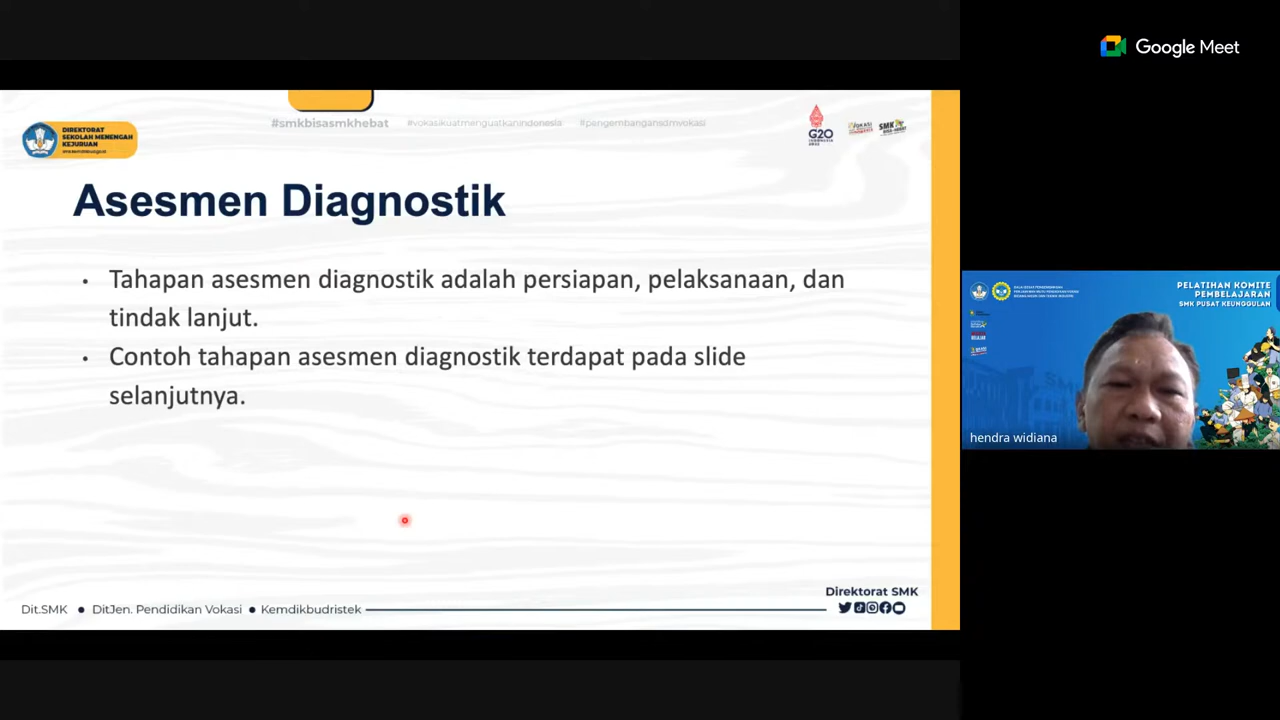 Google Meet
#smkbisasmkhebat #vokasikuatmenguatkanindonesia #pengembangansdmvokasi
DIREKTORAT
SEKOLAH MENENGAH
KEJURUAN
G20
Asesmen Diagnostik
• Tahapan asesmen diagnostik adalah persiapan, pelaksanaan, dan
tindak lanjut.
• Contoh tahapan asesmen diagnostik terdapat pada slide
selanjutnya.
PELATIHAN KOMITE
PEMBELAJARAN
SMK PUSAT KEUNGGULAN
hendra widiana
Direktorat SMK
Dit.SMK ● DitJen. Pendidikan Vokasi ● Kemdikbudristek